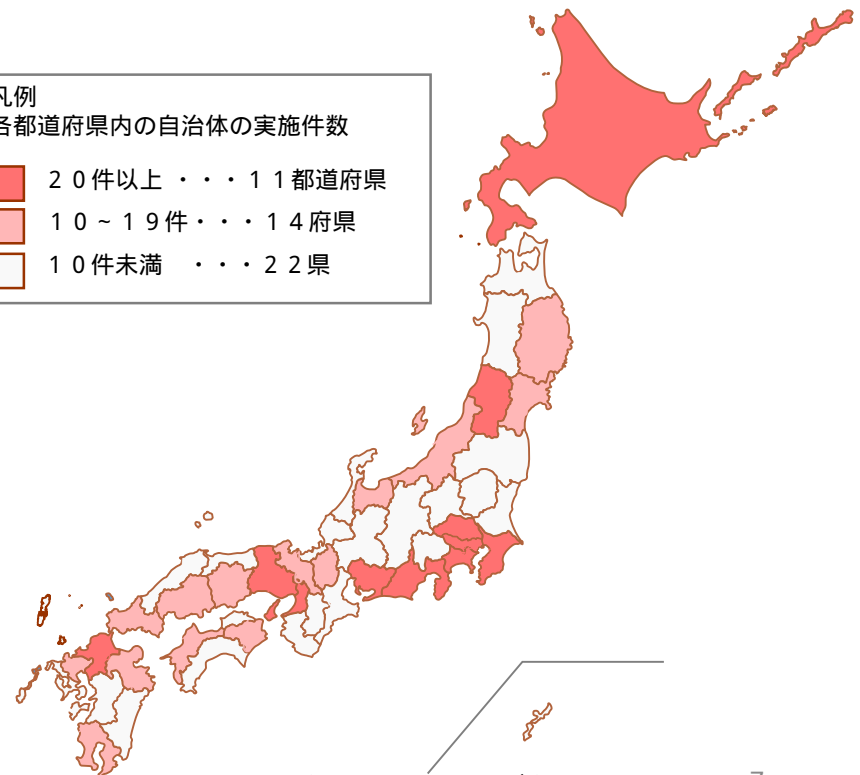 凡例
各都道府県内の自治体の実施件数
２０件以上 ・・・１１都道府県
１０~１９件・・・１４府県
１０件未満　・・・２２県